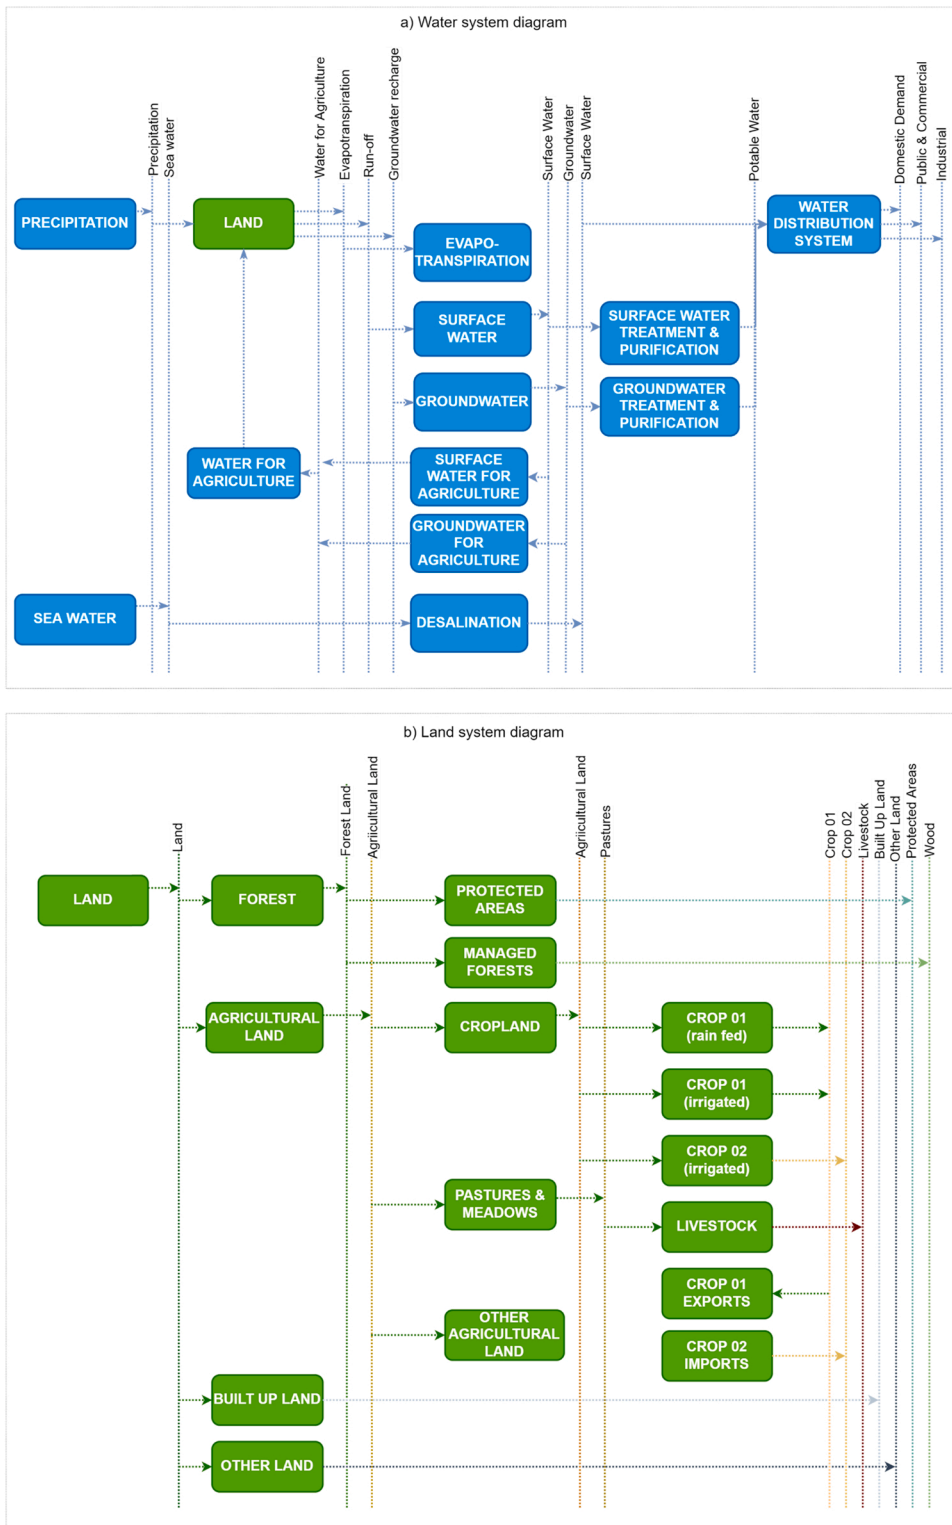 a) Water system diagram
Precipitation
Sea water
Water for Agriculture
Evapotranspiration
Run-off
Groundwater recharge
Surface Water
Groundwater
Surface Water
Potable Water
Domestic Demand
Public & Commercial
Industrial
PRECIPITATION
LAND
EVAPO-
TRANSPIRATION
WATER
DISTRIBUTION
SYSTEM
SURFACE
WATER
SURFACE WATER
TREATMENT &
PURIFICATION
GROUNDWATER
GROUNDWATER
TREATMENT &
PURIFICATION
WATER FOR
AGRICULTURE
SURFACE
WATER FOR
AGRICULTURE
GROUNDWATER
FOR
AGRICULTURE
SEA WATER
DESALINATION
b) Land system diagram
Land
Forest Land
Agriicultural Land
Agriicultural Land
Pastures
Crop 01
Crop 02
Livestock
Built Up Land
Other Land
Protected Areas
Wood
LAND
FOREST
PROTECTED
AREAS
MANAGED
FORESTS
AGRICULTURAL
LAND
CROPLAND
CROP 01
(rain fed)
CROP 01
(irrigated)
CROP 02
(irrigated)
PASTURES &
MEADOWS
LIVESTOCK
CROP 01
EXPORTS
OTHER
AGRICULTURAL
LAND
CROP 02
IMPORTS
BUILT UP LAND
OTHER LAND